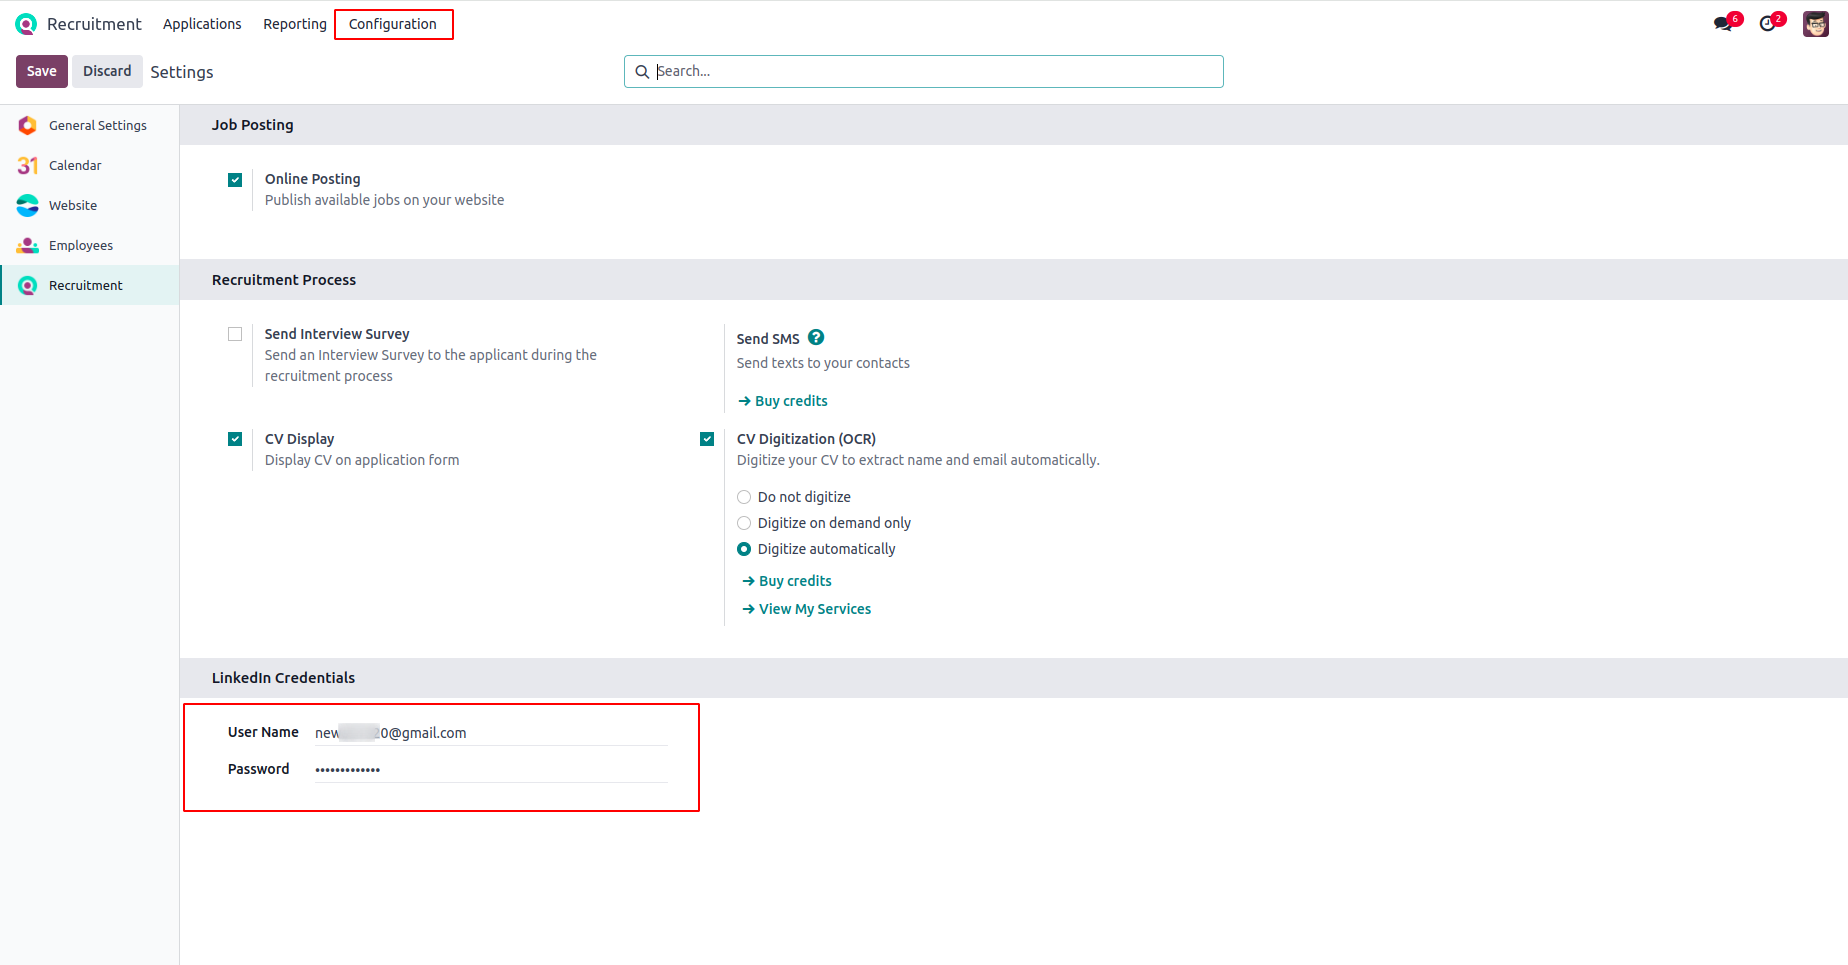 Recruitment Applications Reporting Configuration 6 2
Save Discard Settings Search...
General Settings
Calendar
Website
Employees
Recruitment
Job Posting
Online Posting
Publish available jobs on your website
Recruitment Process
Send Interview Survey
Send an Interview Survey to the applicant during the
recruitment process
Send SMS ?
Send texts to your contacts
→ Buy credits
CV Display
Display CV on application form
CV Digitization (OCR)
Digitize your CV to extract name and email automatically.
Do not digitize
Digitize on demand only
Digitize automatically
→ Buy credits
→ View My Services
LinkedIn Credentials
User Name new 20@gmail.com
Password •••••••••••••